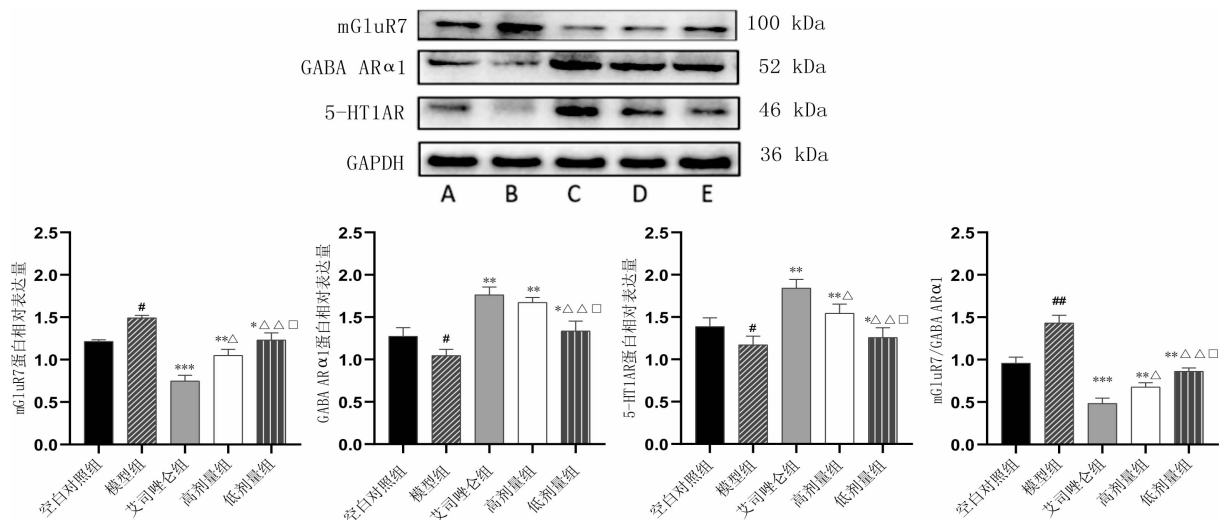 mGluR7 100 kDa
GABA ARα1 52 kDa
5-HT1AR 46 kDa
GAPDH 36 kDa
A B C D E
mGluR7蛋白相对表达量
2.5
2.0
1.5
1.0
0.5
0.0
#
***
**△
*△△□
空白对照组
模型组
艾司唑仑组
高剂量组
低剂量组
GABA ARα1蛋白相对表达量
2.5
2.0
1.5
1.0
0.5
0.0
#
**
**
*△△□
空白对照组
模型组
艾司唑仑组
高剂量组
低剂量组
5-HT1AR蛋白相对表达量
2.5
2.0
1.5
1.0
0.5
0.0
#
**
**△
*△△□
空白对照组
模型组
艾司唑仑组
高剂量组
低剂量组
mGluR7/GABA ARα1
2.5
2.0
1.5
1.0
0.5
0.0
##
***
**△
**△△□
空白对照组
模型组
艾司唑仑组
高剂量组
低剂量组